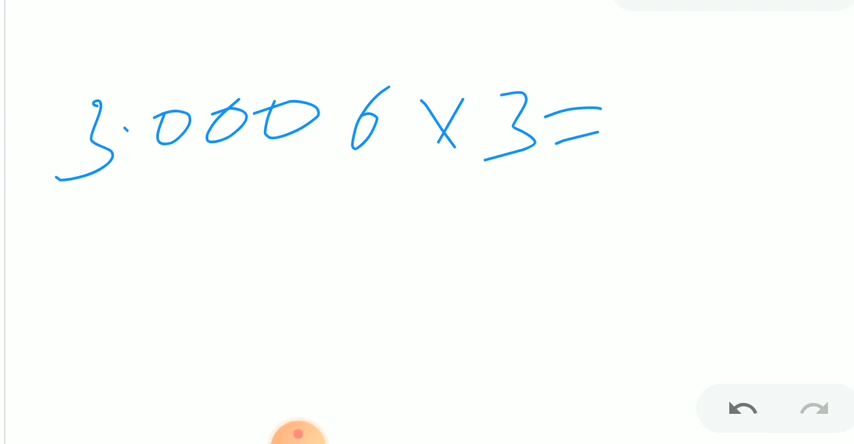 3.0006 × 3 =